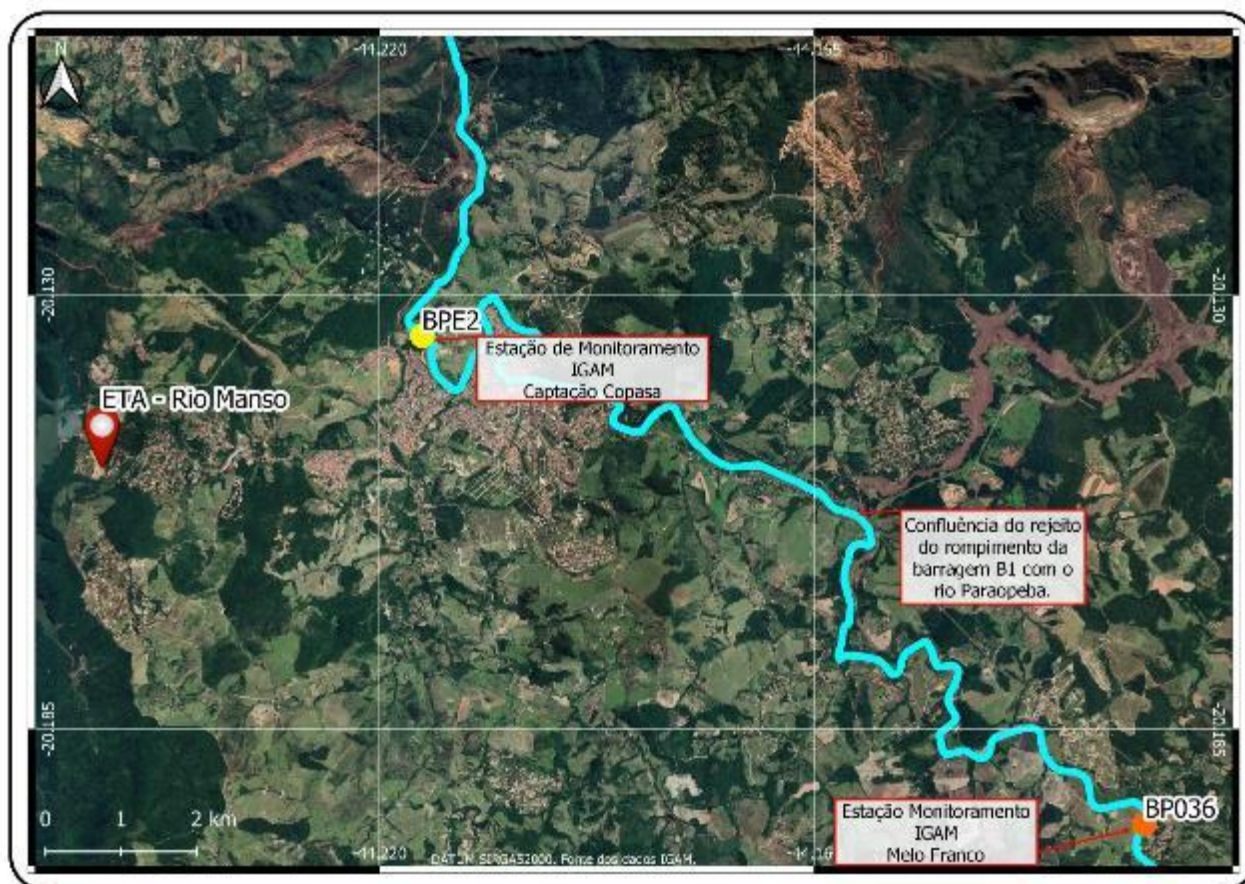 N
-44.220
-44.165
-20.130
-20.130
BPE2
Estação de Monitoramento
IGAM
Captação Copasa
ETA - Rio Manso
Confluência do rejeito
do rompimento da
barragem B1 com o
rio Paraopeba.
-20.185
-20.185
0 1 2 km
Estação Monitoramento
IGAM
Melo Franco
BP036
-44.220
DATUM SIRGAS2000. Fonte dos dados IGAM.